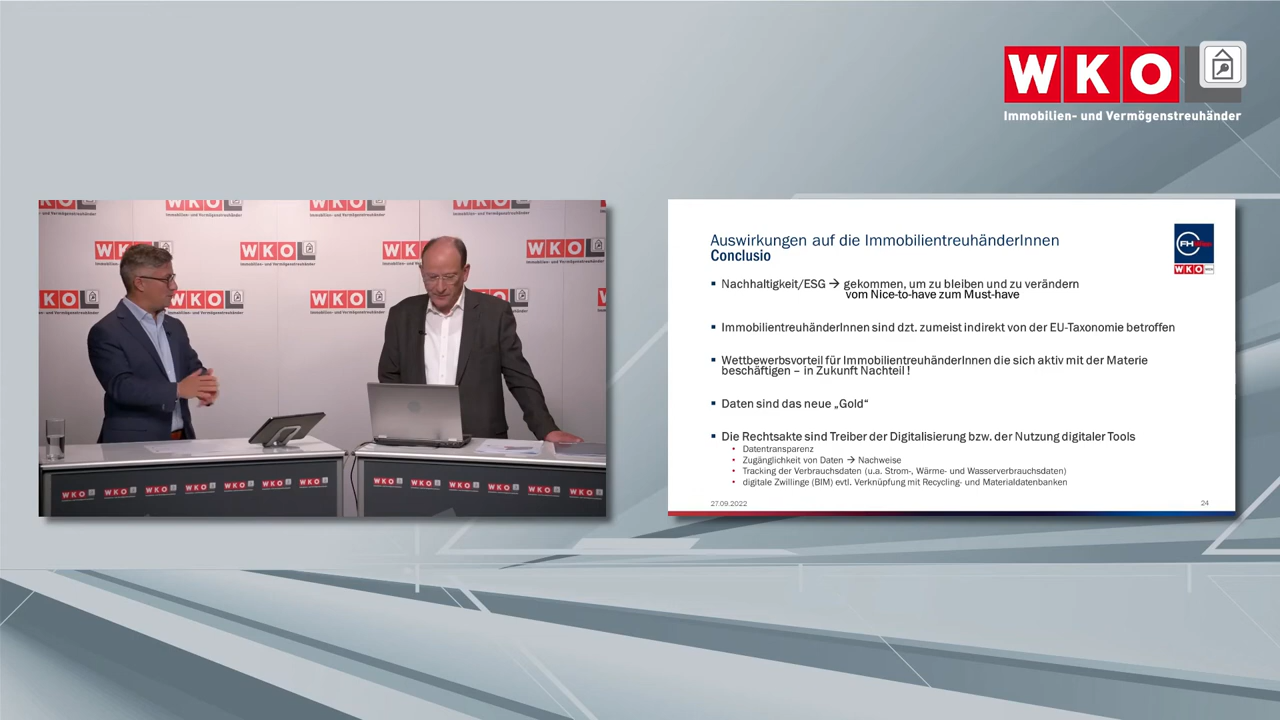 WKO
Immobilien- und Vermögenstreuhänder
Auswirkungen auf die ImmobilientreuhänderInnen
Conclusio
FHWien
WKO
▪ Nachhaltigkeit/ESG → gekommen, um zu bleiben und zu verändern
vom Nice-to-have zum Must-have
▪ ImmobilientreuhänderInnen sind dzt. zumeist indirekt von der EU-Taxonomie betroffen
▪ Wettbewerbsvorteil für ImmobilientreuhänderInnen die sich aktiv mit der Materie
beschäftigen – in Zukunft Nachteil !
▪ Daten sind das neue „Gold“
▪ Die Rechtsakte sind Treiber der Digitalisierung bzw. der Nutzung digitaler Tools
• Datentransparenz
• Zugänglichkeit von Daten → Nachweise
• Tracking der Verbrauchsdaten (u.a. Strom-, Wärme- und Wasserverbrauchsdaten)
• digitale Zwillinge (BIM) evtl. Verknüpfung mit Recycling- und Materialdatenbanken
27.09.2022
24